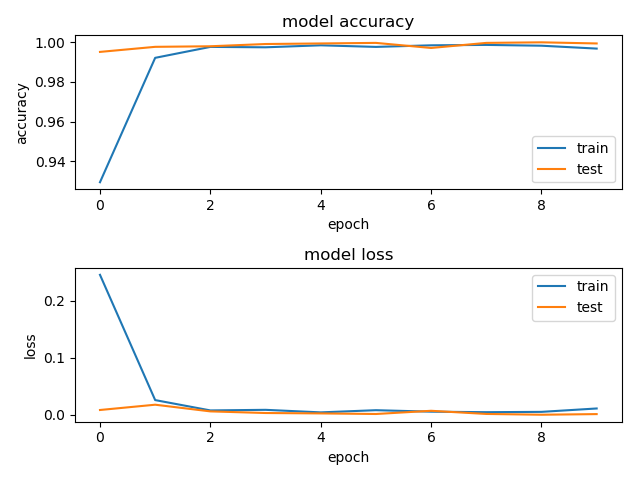 model accuracy
1.00
0.98
0.96
0.94
accuracy
train
test
0 2 4 6 8
epoch
model loss
0.2
0.1
0.0
loss
train
test
0 2 4 6 8
epoch